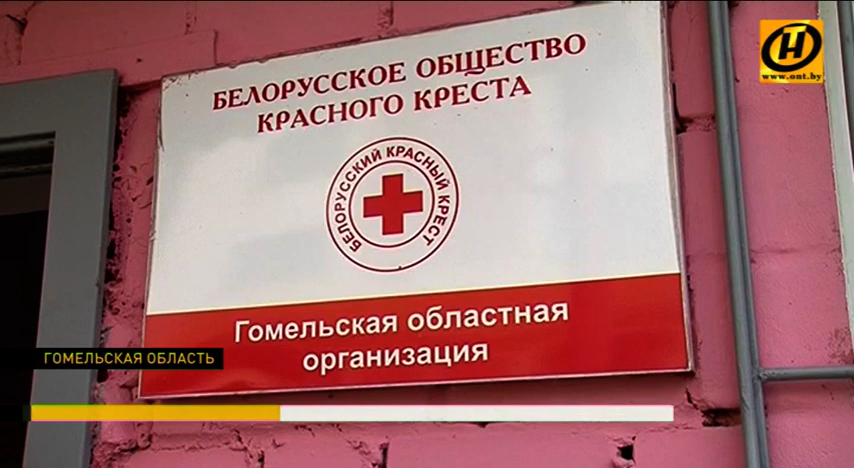 БЕЛОРУССКОЕ ОБЩЕСТВО
КРАСНОГО КРЕСТА
БЕЛОРУССКИЙ КРАСНЫЙ КРЕСТ
Гомельская областная
организация
Н
www.ont.by
ГОМЕЛЬСКАЯ ОБЛАСТЬ